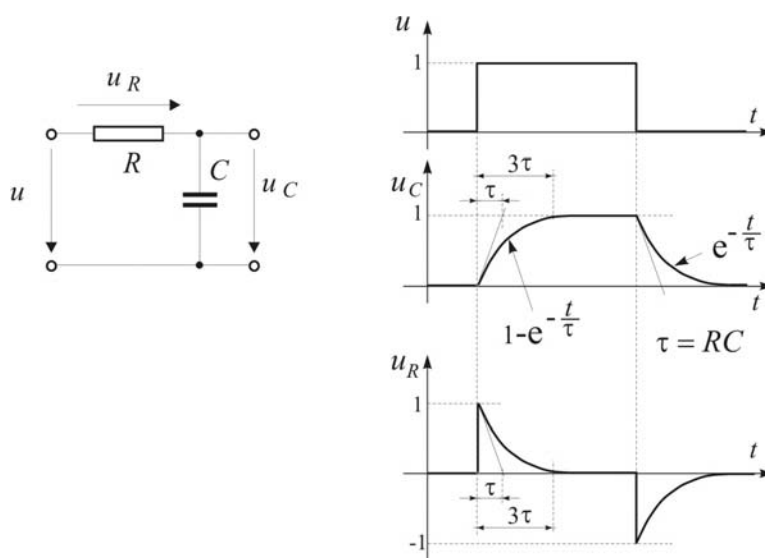 u_R
R
C
u
u_C
u
1
t
3τ
u_C
τ
1
e^{-t/τ}
t
1-e^{-t/τ}
τ = RC
u_R
1
t
τ
3τ
-1